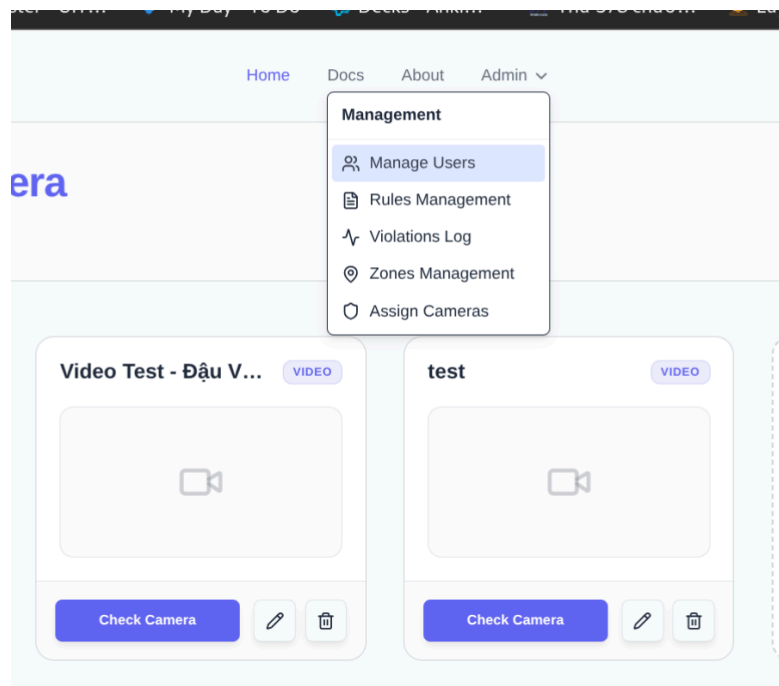 Home Docs About Admin
Management
Manage Users
era
Rules Management
Violations Log
Zones Management
Assign Cameras
Video Test - Đậu V... VIDEO
test VIDEO
Check Camera
Check Camera